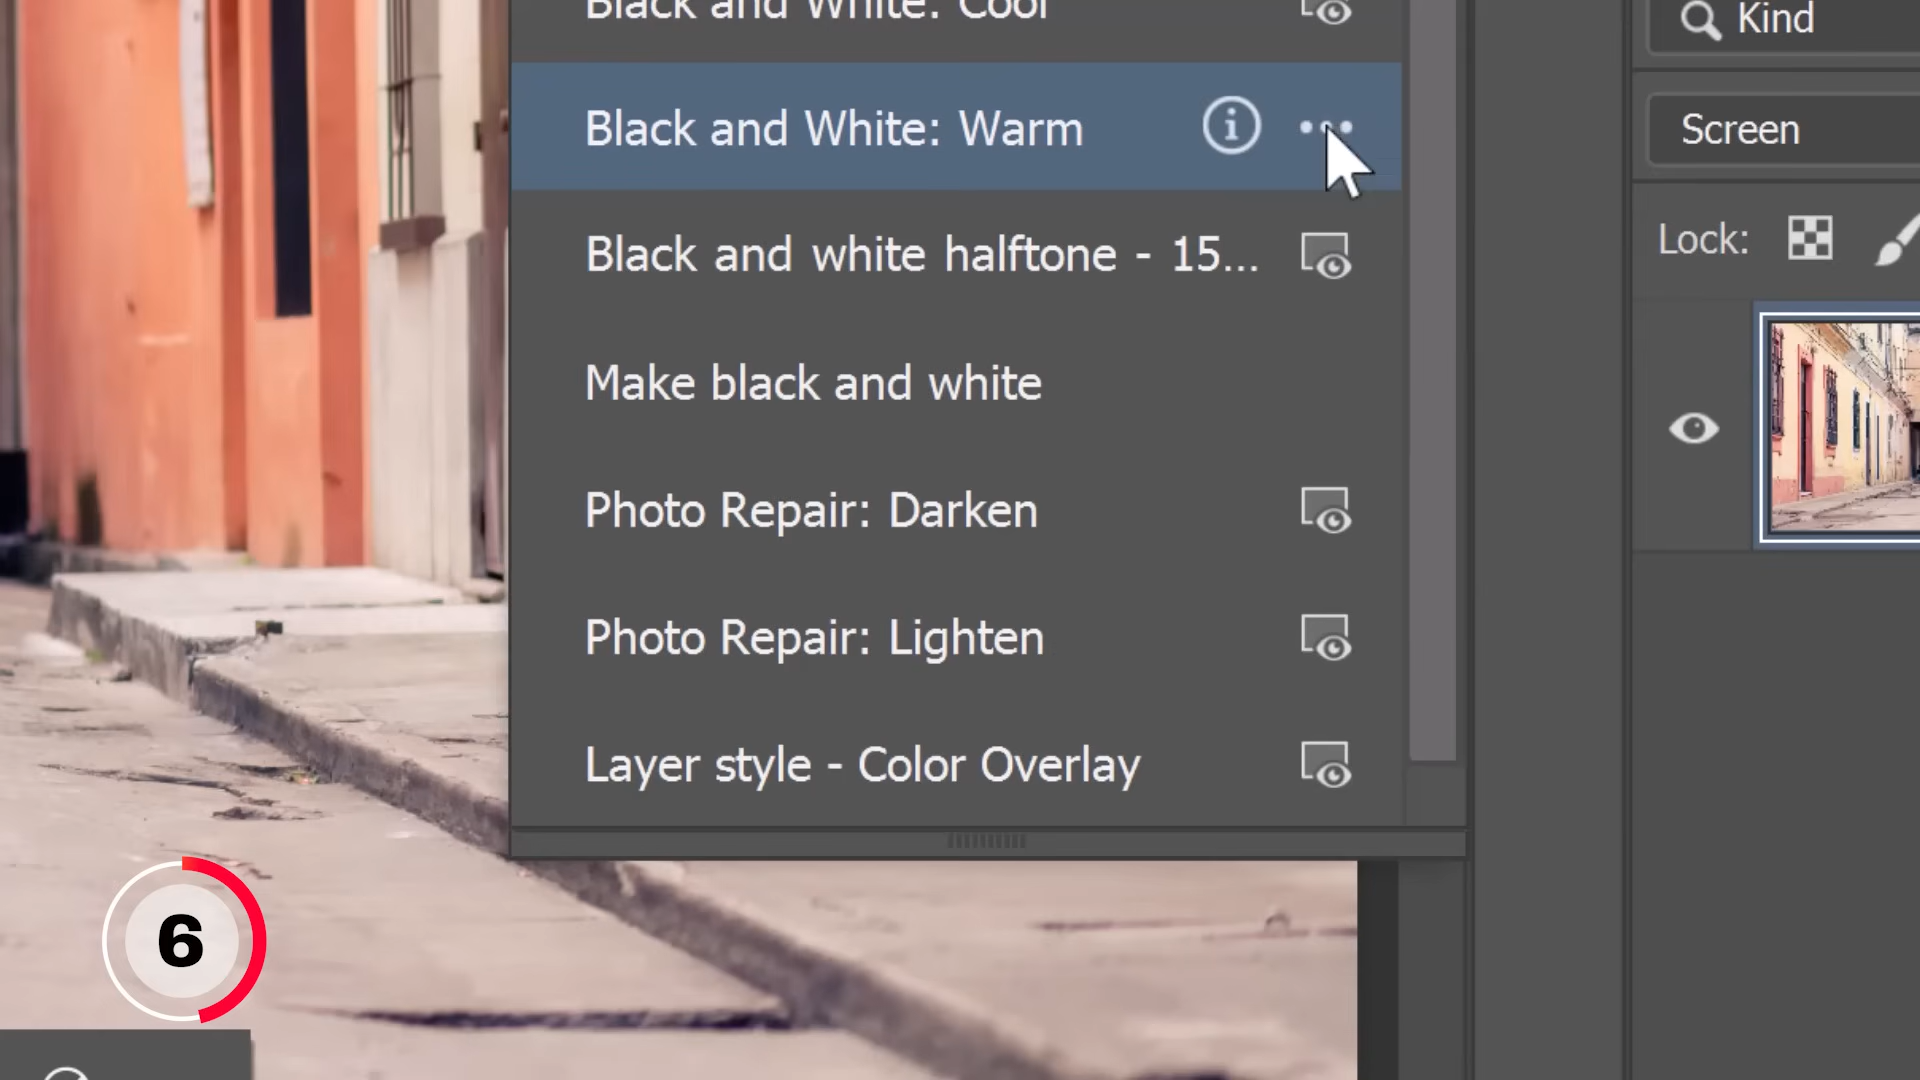 Black and White: Cool
Kind
Black and White: Warm
Screen
Black and white halftone - 15...
Lock:
Make black and white
Photo Repair: Darken
Photo Repair: Lighten
Layer style - Color Overlay
6